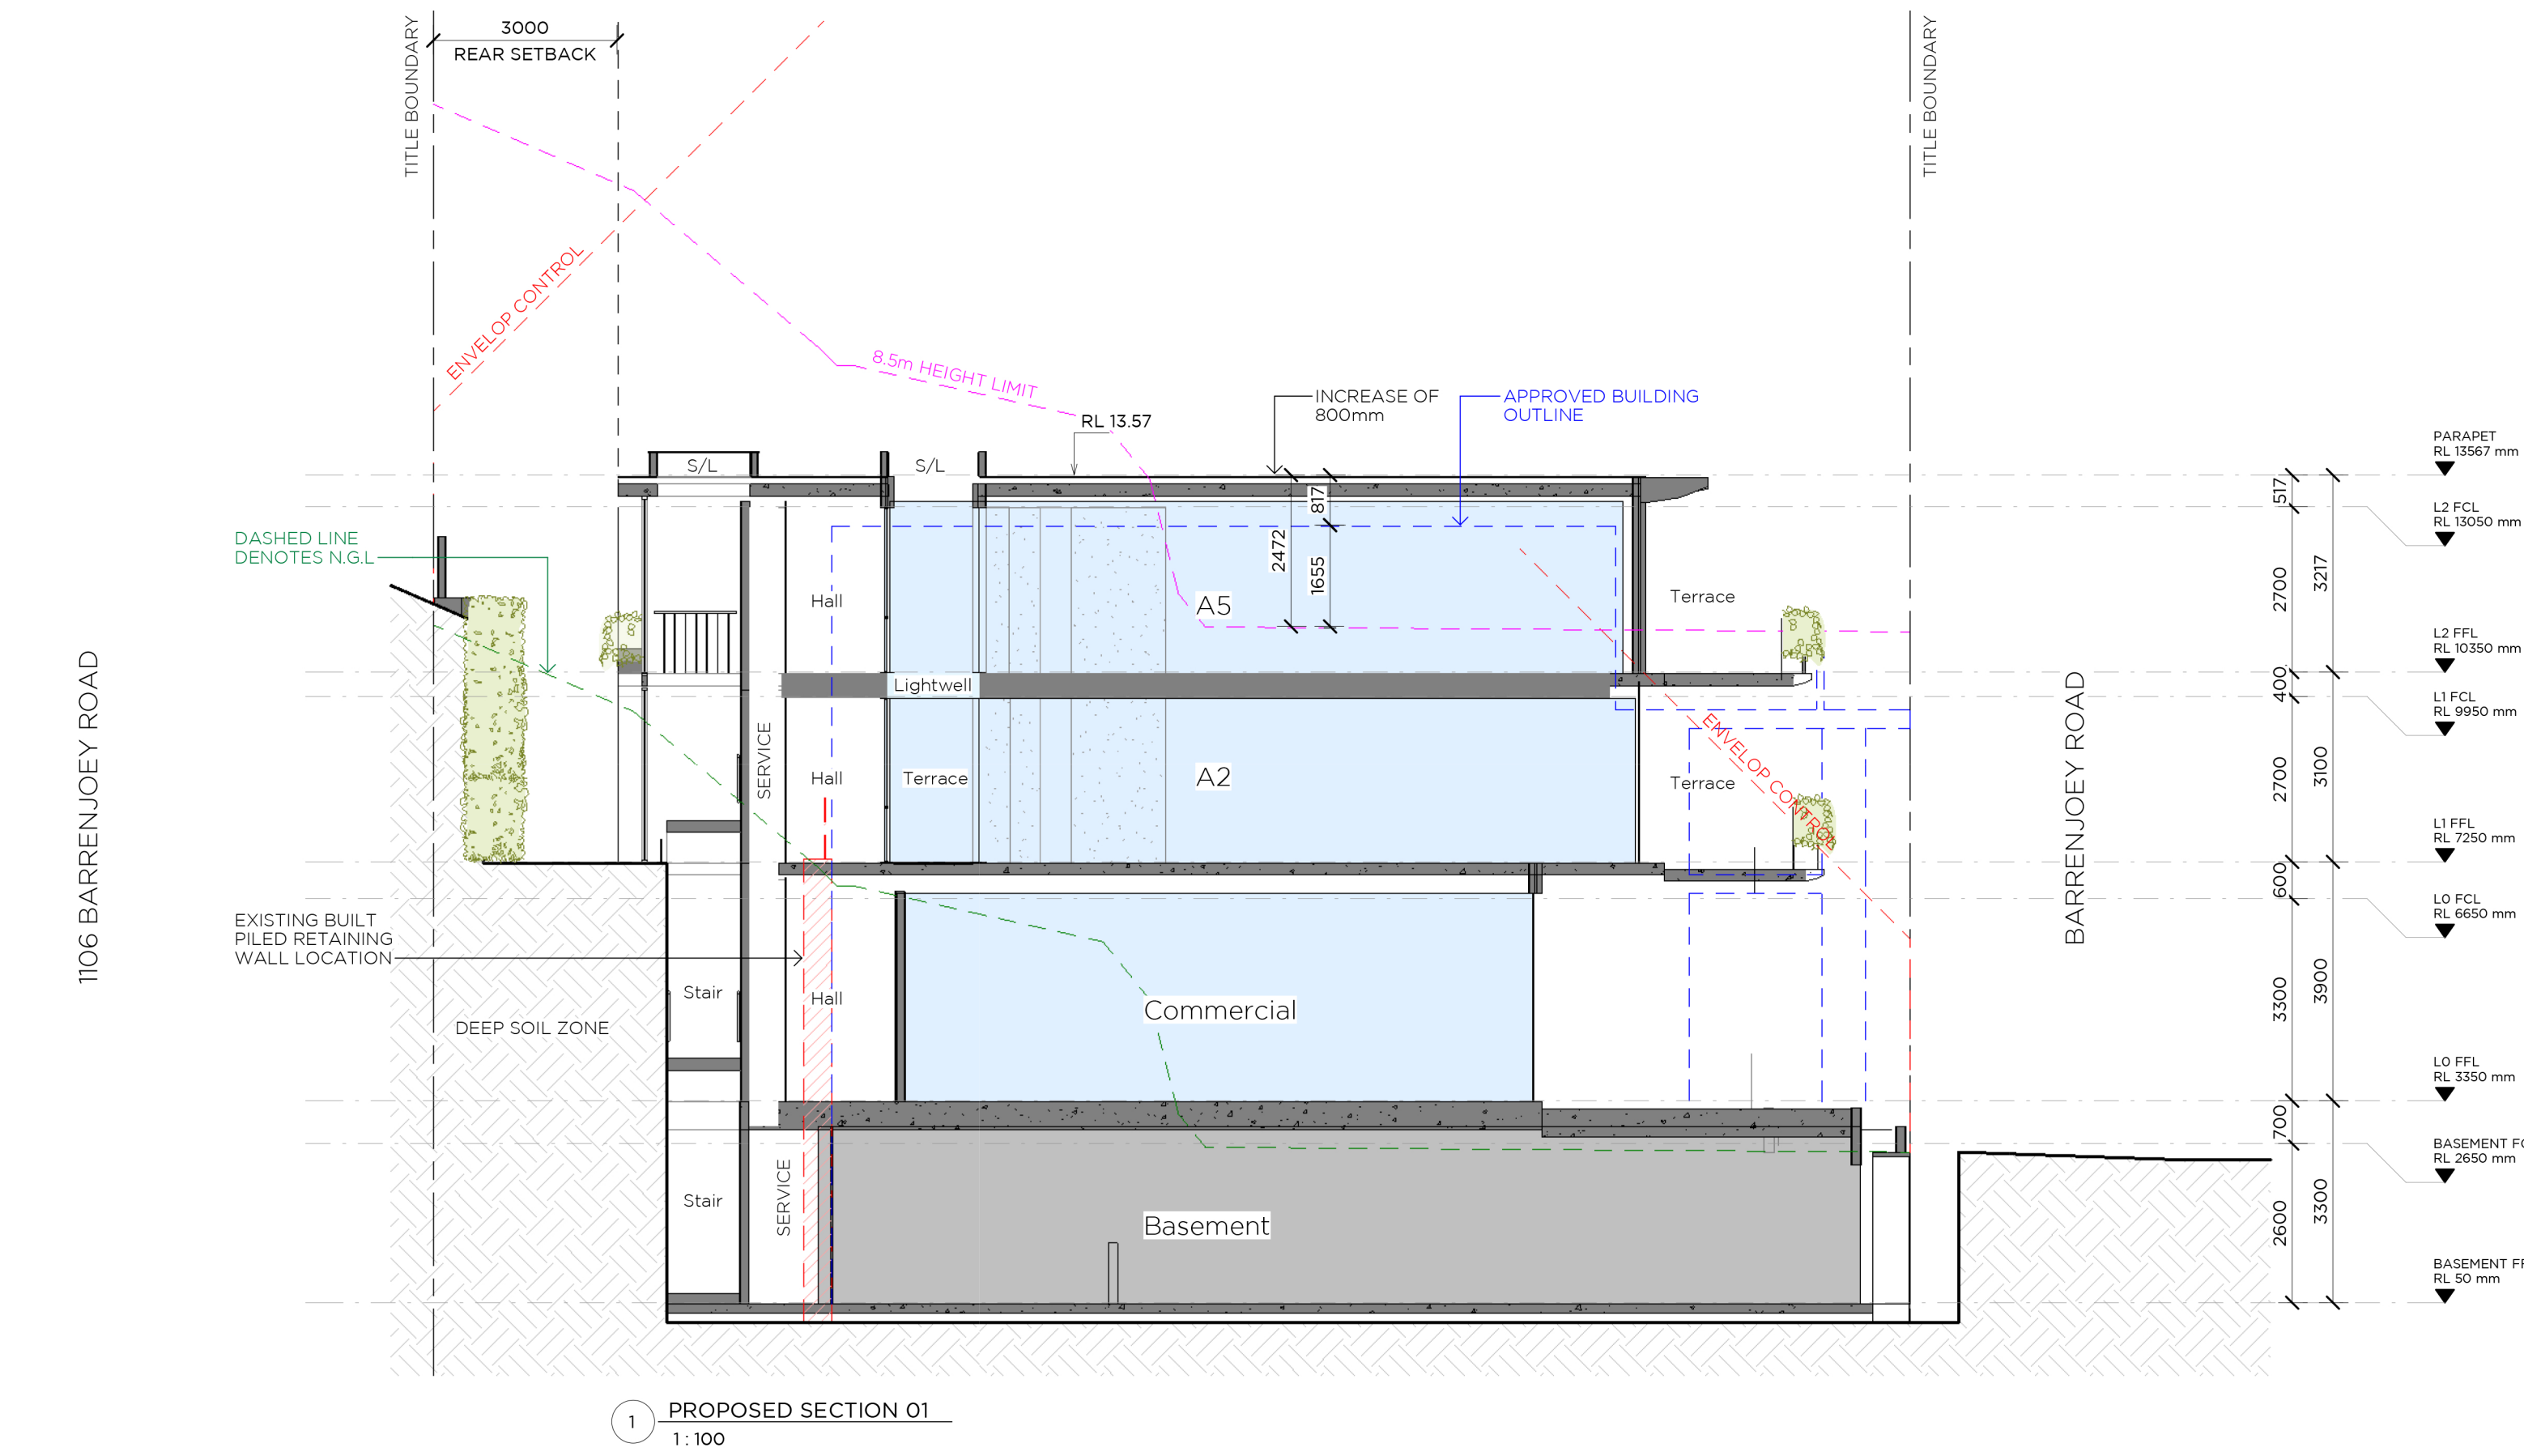 3000
REAR SETBACK
TITLE BOUNDARY
TITLE BOUNDARY
ENVELOP CONTROL
8.5m HEIGHT LIMIT
RL 13.57
INCREASE OF
800mm
APPROVED BUILDING
OUTLINE
S/L
S/L
PARAPET
RL 13567 mm
517
817
2472
1655
L2 FCL
RL 13050 mm
DASHED LINE
DENOTES N.G.L
Hall
A5
Terrace
2700
3217
L2 FFL
RL 10350 mm
Lightwell
400
L1 FCL
RL 9950 mm
1106 BARRENJOEY ROAD
SERVICE
Hall
Terrace
A2
Terrace
ENVELOP CONTROL
BARRENJOEY ROAD
2700
3100
L1 FFL
RL 7250 mm
600
L0 FCL
RL 6650 mm
EXISTING BUILT
PILED RETAINING
WALL LOCATION
Stair
Hall
Commercial
3300
3900
DEEP SOIL ZONE
L0 FFL
RL 3350 mm
700
BASEMENT FC
RL 2650 mm
Stair
SERVICE
Basement
2600
3300
BASEMENT FF
RL 50 mm
1
PROPOSED SECTION 01
1 : 100